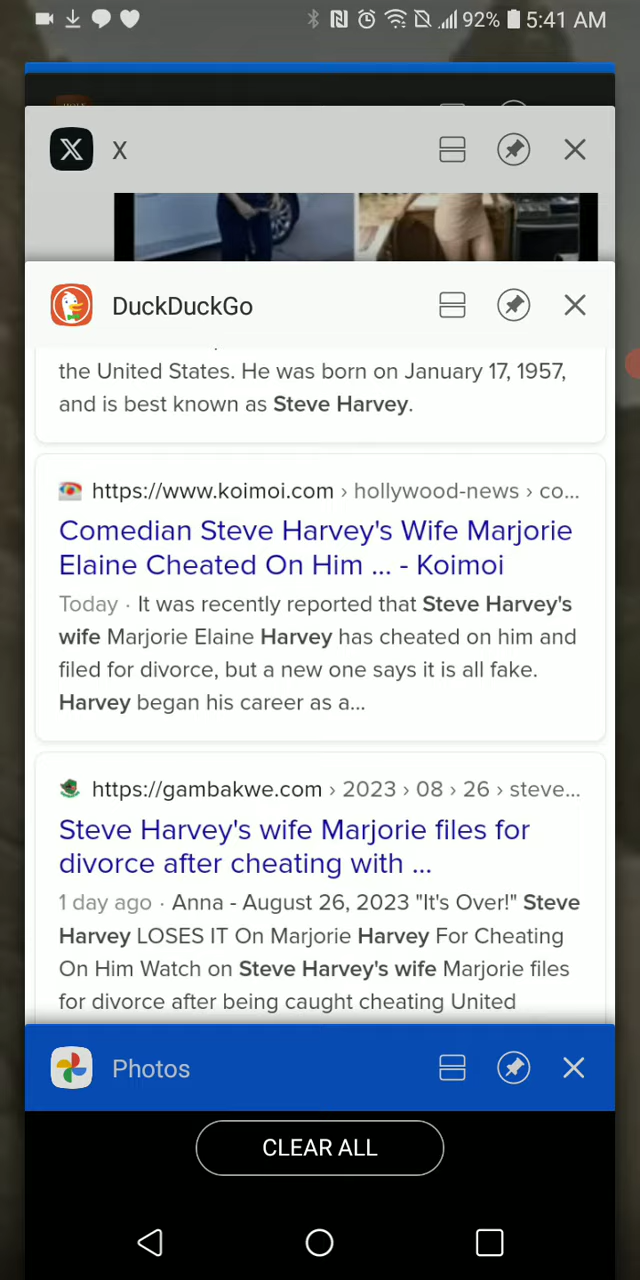 92% 5:41 AM
X
DuckDuckGo
the United States. He was born on January 17, 1957,
and is best known as Steve Harvey.
https://www.koimoi.com › hollywood-news › co...
Comedian Steve Harvey's Wife Marjorie
Elaine Cheated On Him ... - Koimoi
Today · It was recently reported that Steve Harvey's
wife Marjorie Elaine Harvey has cheated on him and
filed for divorce, but a new one says it is all fake.
Harvey began his career as a...
https://gambakwe.com › 2023 › 08 › 26 › steve...
Steve Harvey's wife Marjorie files for
divorce after cheating with ...
1 day ago · Anna - August 26, 2023 "It's Over!" Steve
Harvey LOSES IT On Marjorie Harvey For Cheating
On Him Watch on Steve Harvey's wife Marjorie files
for divorce after being caught cheating United
Photos
CLEAR ALL